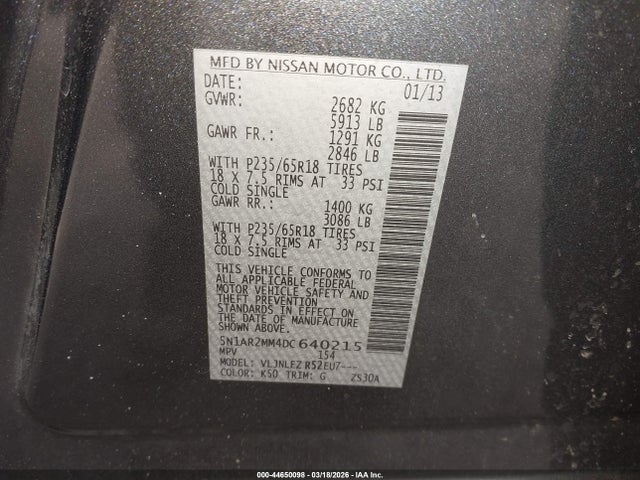 MFD BY NISSAN MOTOR CO., LTD.
DATE: 01/13
GVWR: 2682 KG
5913 LB
GAWR FR.: 1291 KG
2846 LB
WITH P235/65R18 TIRES
18 X 7.5 RIMS AT 33 PSI
COLD SINGLE
GAWR RR.: 1400 KG
3086 LB
WITH P235/65R18 TIRES
18 X 7.5 RIMS AT 33 PSI
COLD SINGLE
THIS VEHICLE CONFORMS TO
ALL APPLICABLE FEDERAL
MOTOR VEHICLE SAFETY AND
THEFT PREVENTION
STANDARDS IN EFFECT ON
THE DATE OF MANUFACTURE
SHOWN ABOVE.
5N1AR2MM4DC640215
MPV 154
MODEL: VLJNLEZ R52EU7---
COLOR: K50 TRIM: G ZS30A
000-44650098 - 03/18/2026 - IAA Inc.